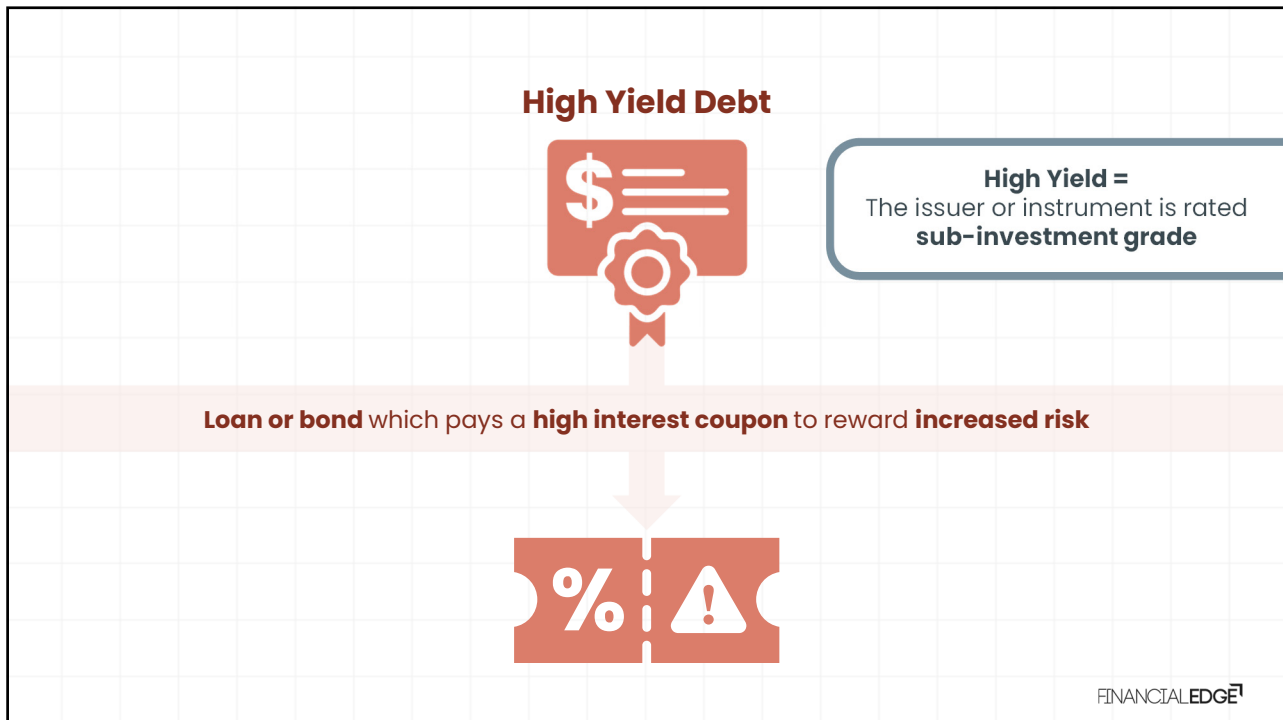 High Yield Debt
$
High Yield =
The issuer or instrument is rated
sub-investment grade
Loan or bond which pays a high interest coupon to reward increased risk
%
!
FINANCIALEDGE